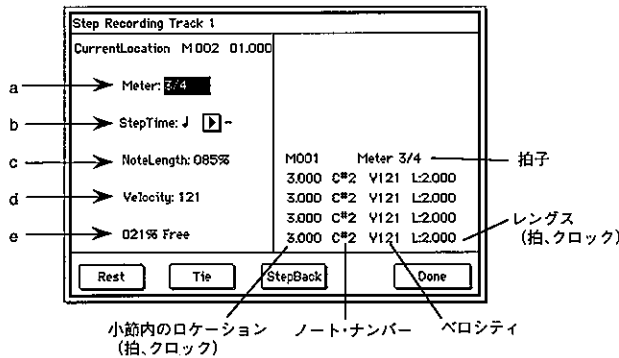 Step Recording Track 1
CurrentLocation M 002 01.000
a Meter: 3/4
b StepTime: ♩ -
c NoteLength: 085%
d Velocity: 121
e 021% Free
M001 Meter 3/4 拍子
3.000 C#2 V121 L:2.000
3.000 C#2 V121 L:2.000
3.000 C#2 V121 L:2.000
3.000 C#2 V121 L:2.000
レングス
(拍、クロック)
Rest Tie StepBack Done
小節内のロケーション ノート・ナンバー ベロシティ
(拍、クロック)